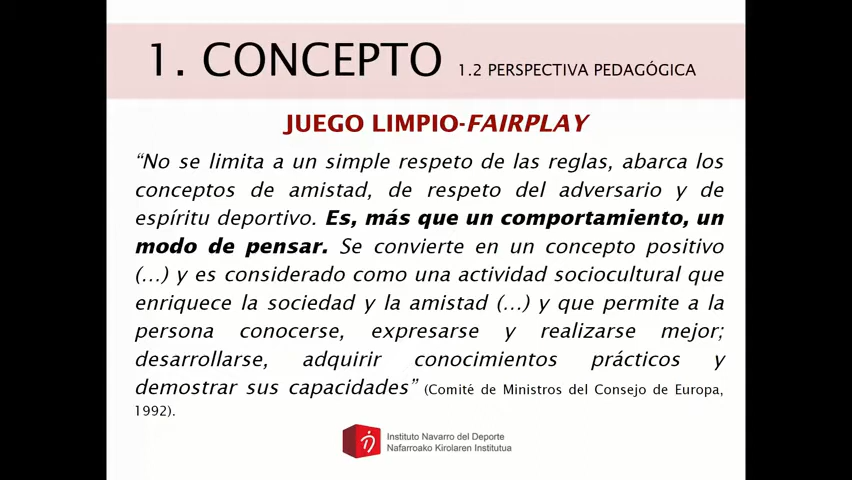 1. CONCEPTO 1.2 PERSPECTIVA PEDAGÓGICA
JUEGO LIMPIO-FAIRPLAY
“No se limita a un simple respeto de las reglas, abarca los
conceptos de amistad, de respeto del adversario y de
espíritu deportivo. Es, más que un comportamiento, un
modo de pensar. Se convierte en un concepto positivo
(…) y es considerado como una actividad sociocultural que
enriquece la sociedad y la amistad (…) y que permite a la
persona conocerse, expresarse y realizarse mejor;
desarrollarse, adquirir conocimientos prácticos y
demostrar sus capacidades” (Comité de Ministros del Consejo de Europa,
1992).
Instituto Navarro del Deporte
Nafarroako Kirolaren Institutua